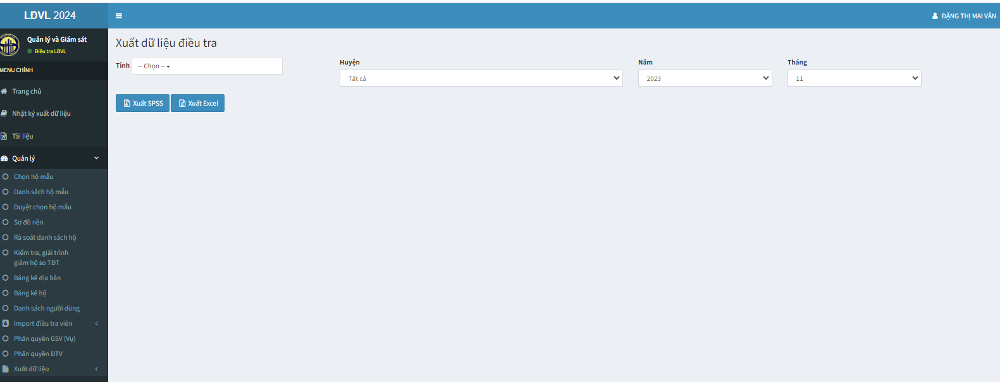 LĐVL 2024
ĐẶNG THỊ MAI VÂN
Quản lý và Giám sát
Điều tra LĐVL
MENU CHÍNH
Trang chủ
Nhật ký xuất dữ liệu
Tài liệu
Quản lý
Chọn hộ mẫu
Danh sách hộ mẫu
Duyệt chọn hộ mẫu
Sơ đồ nền
Rà soát danh sách hộ
Kiểm tra, giải trình
giảm hộ so TĐT
Bảng kê địa bàn
Bảng kê hộ
Danh sách người dùng
Import điều tra viên
Phân quyền GSV (Vụ)
Phân quyền ĐTV
Xuất dữ liệu
Xuất dữ liệu điều tra
Tỉnh -- Chọn --
Huyện
Tất cả
Năm
2023
Tháng
11
Xuất SPSS Xuất Excel